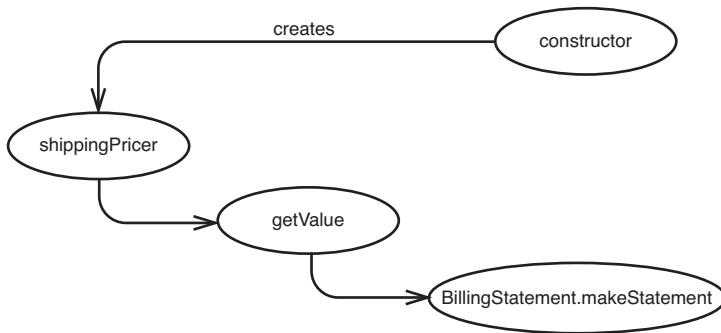 creates
constructor
shippingPricer
getValue
BillingStatement.makeStatement